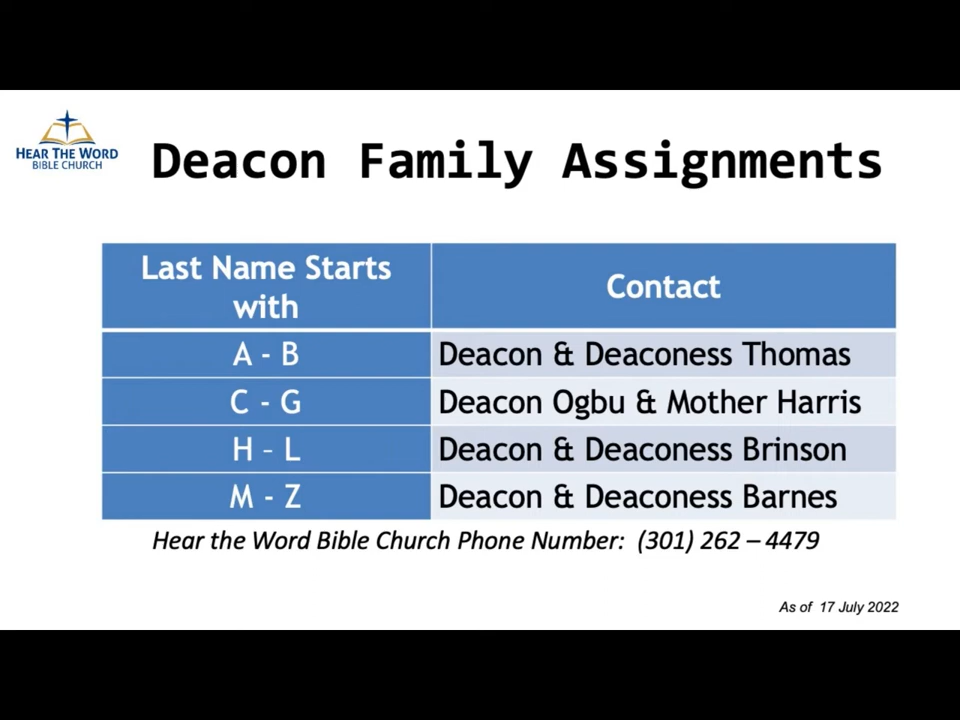 HEAR THE WORD
BIBLE CHURCH
Deacon Family Assignments
Last Name Starts
with
Contact
A - B Deacon & Deaconess Thomas
C - G Deacon Ogbu & Mother Harris
H – L Deacon & Deaconess Brinson
M - Z Deacon & Deaconess Barnes
Hear the Word Bible Church Phone Number: (301) 262 – 4479
As of 17 July 2022